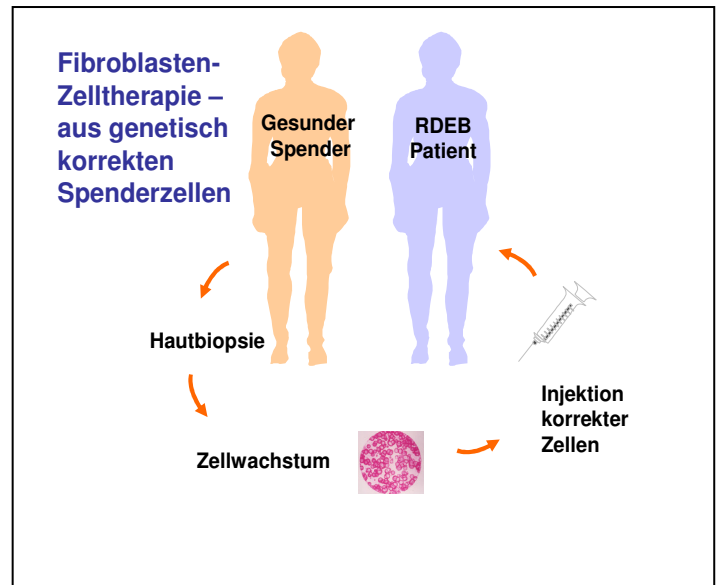 Fibroblasten-
Zelltherapie –
aus genetisch
korrekten
Spenderzellen
Gesunder
Spender
RDEB
Patient
Hautbiopsie
Zellwachstum
Injektion
korrekter
Zellen